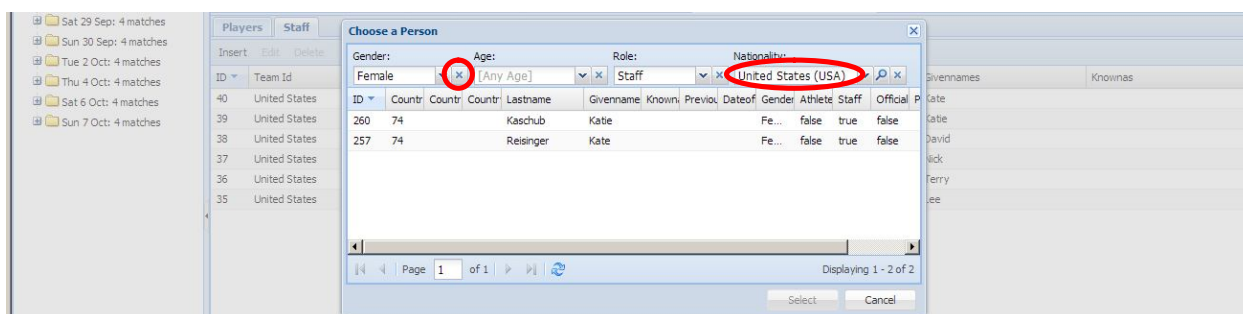 Sat 29 Sep: 4 matches
Sun 30 Sep: 4 matches
Tue 2 Oct: 4 matches
Thu 4 Oct: 4 matches
Sat 6 Oct: 4 matches
Sun 7 Oct: 4 matches
Players Staff
Insert Edit Delete
ID Team Id Givennames Knownas
40 United States Kate
39 United States Katie
38 United States David
37 United States Nick
36 United States Terry
35 United States Lee
Choose a Person
Gender: Age: Role: Nationality:
Female [Any Age] Staff United States (USA)
ID Countr Countr Countr Lastname Givenname Known Previou Dateof Gender Athlete Staff Official P
260 74 Kaschub Katie Fe... false true false
257 74 Reisinger Kate Fe... false true false
Page 1 of 1 Displaying 1 - 2 of 2
Select Cancel